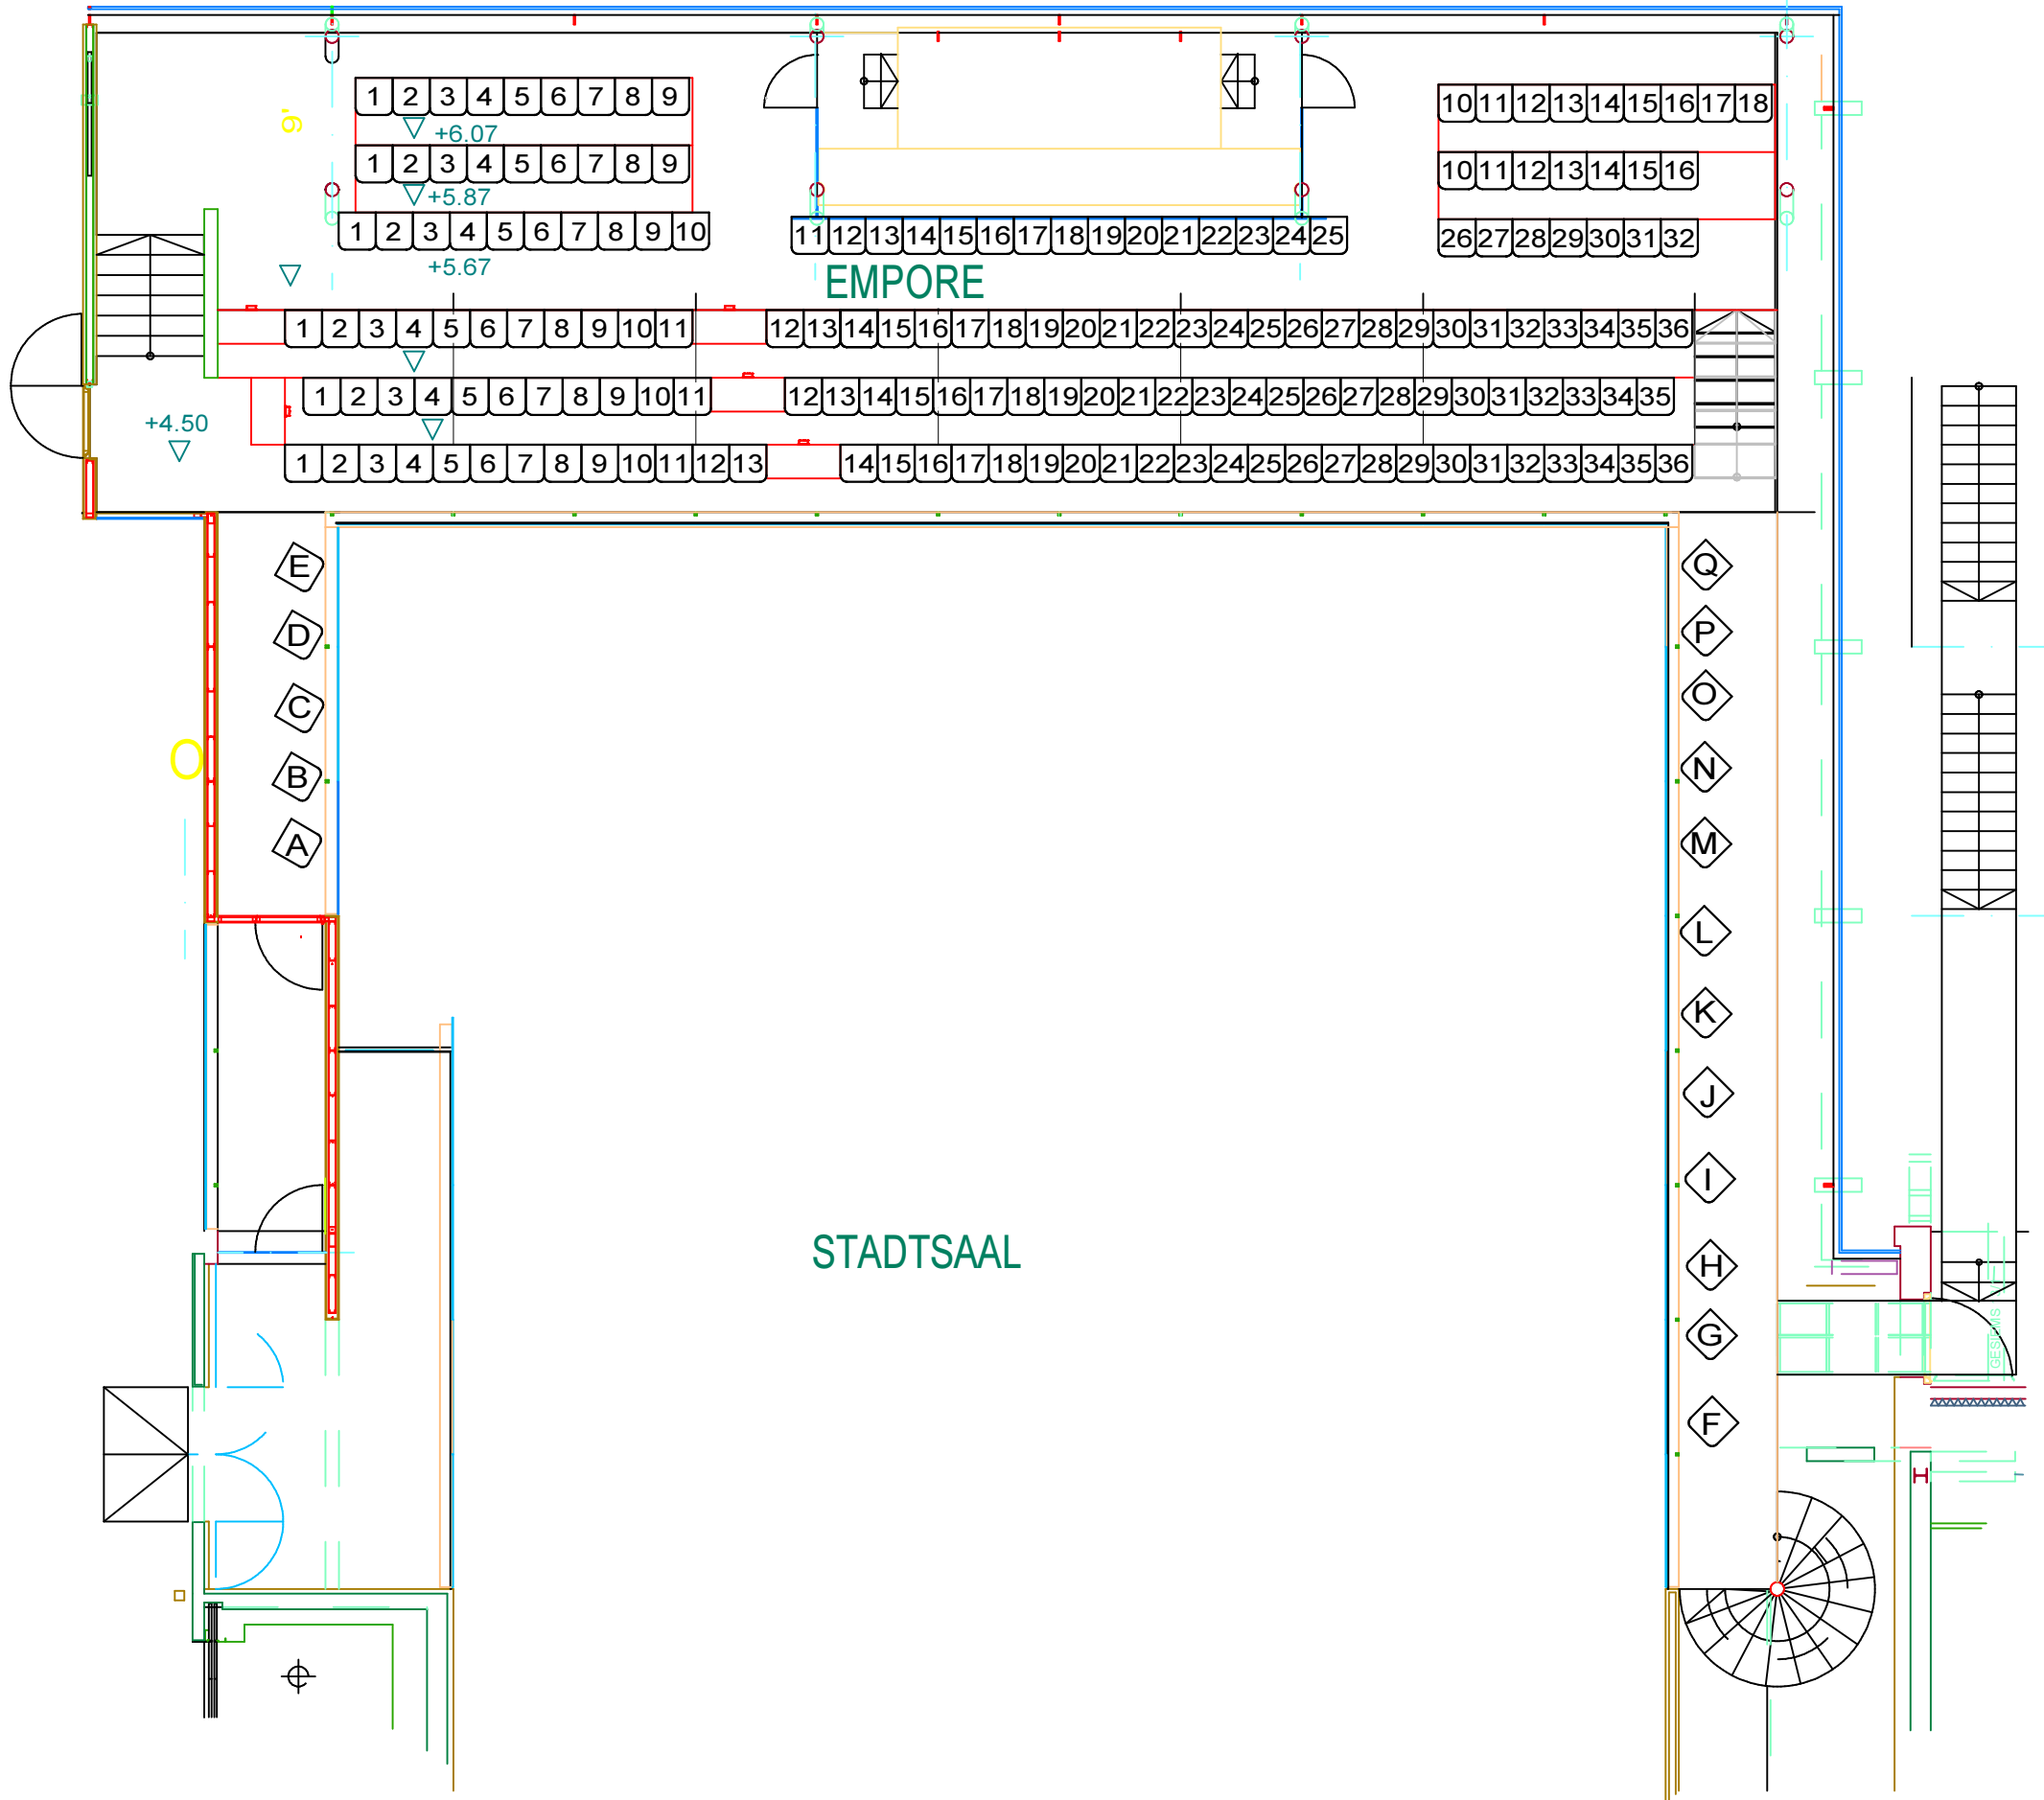 9'
1 2 3 4 5 6 7 8 9
10 11 12 13 14 15 16 17 18
+6.07
1 2 3 4 5 6 7 8 9
10 11 12 13 14 15 16
+5.87
1 2 3 4 5 6 7 8 9 10
11 12 13 14 15 16 17 18 19 20 21 22 23 24 25
26 27 28 29 30 31 32
+5.67
EMPORE
1 2 3 4 5 6 7 8 9 10 11
12 13 14 15 16 17 18 19 20 21 22 23 24 25 26 27 28 29 30 31 32 33 34 35 36
1 2 3 4 5 6 7 8 9 10 11
12 13 14 15 16 17 18 19 20 21 22 23 24 25 26 27 28 29 30 31 32 33 34 35
+4.50
1 2 3 4 5 6 7 8 9 10 11 12 13
14 15 16 17 18 19 20 21 22 23 24 25 26 27 28 29 30 31 32 33 34 35 36
E
Q
D
P
C
O
O
B
N
A
M
L
K
J
I
STADTSAAL
H
G
F